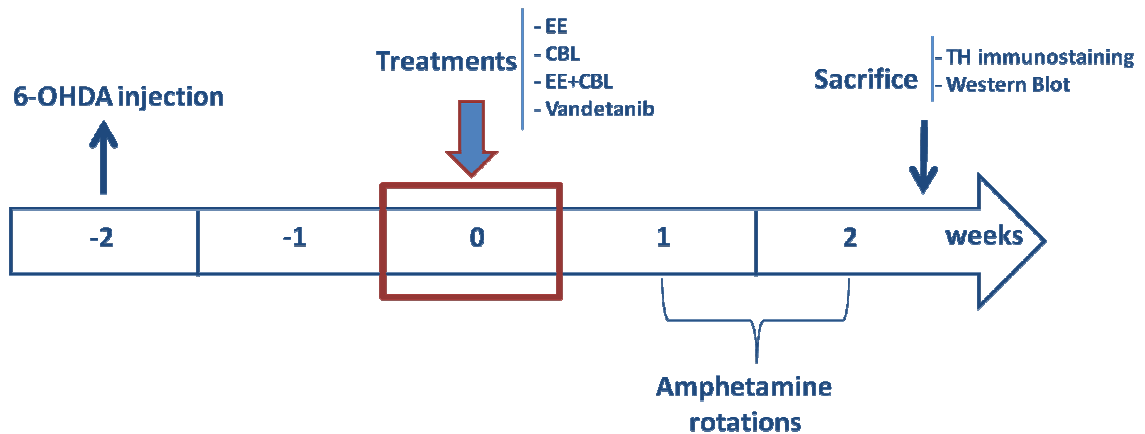 6-OHDA injection
Treatments
- EE
- CBL
- EE+CBL
- Vandetanib
Sacrifice
- TH immunostaining
- Western Blot
-2 -1 0 1 2 weeks
Amphetamine
rotations